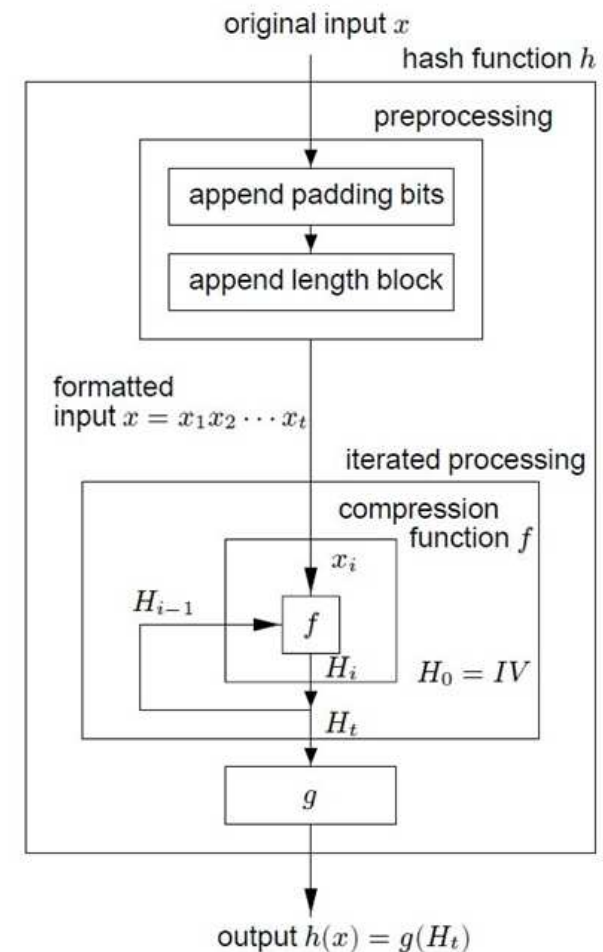 original input x
hash function h
preprocessing
append padding bits
append length block
formatted
input x = x₁x₂ ··· xₜ
iterated processing
compression
function f
xᵢ
Hᵢ₋₁
f
Hᵢ
H₀ = IV
Hₜ
g
output h(x) = g(Hₜ)